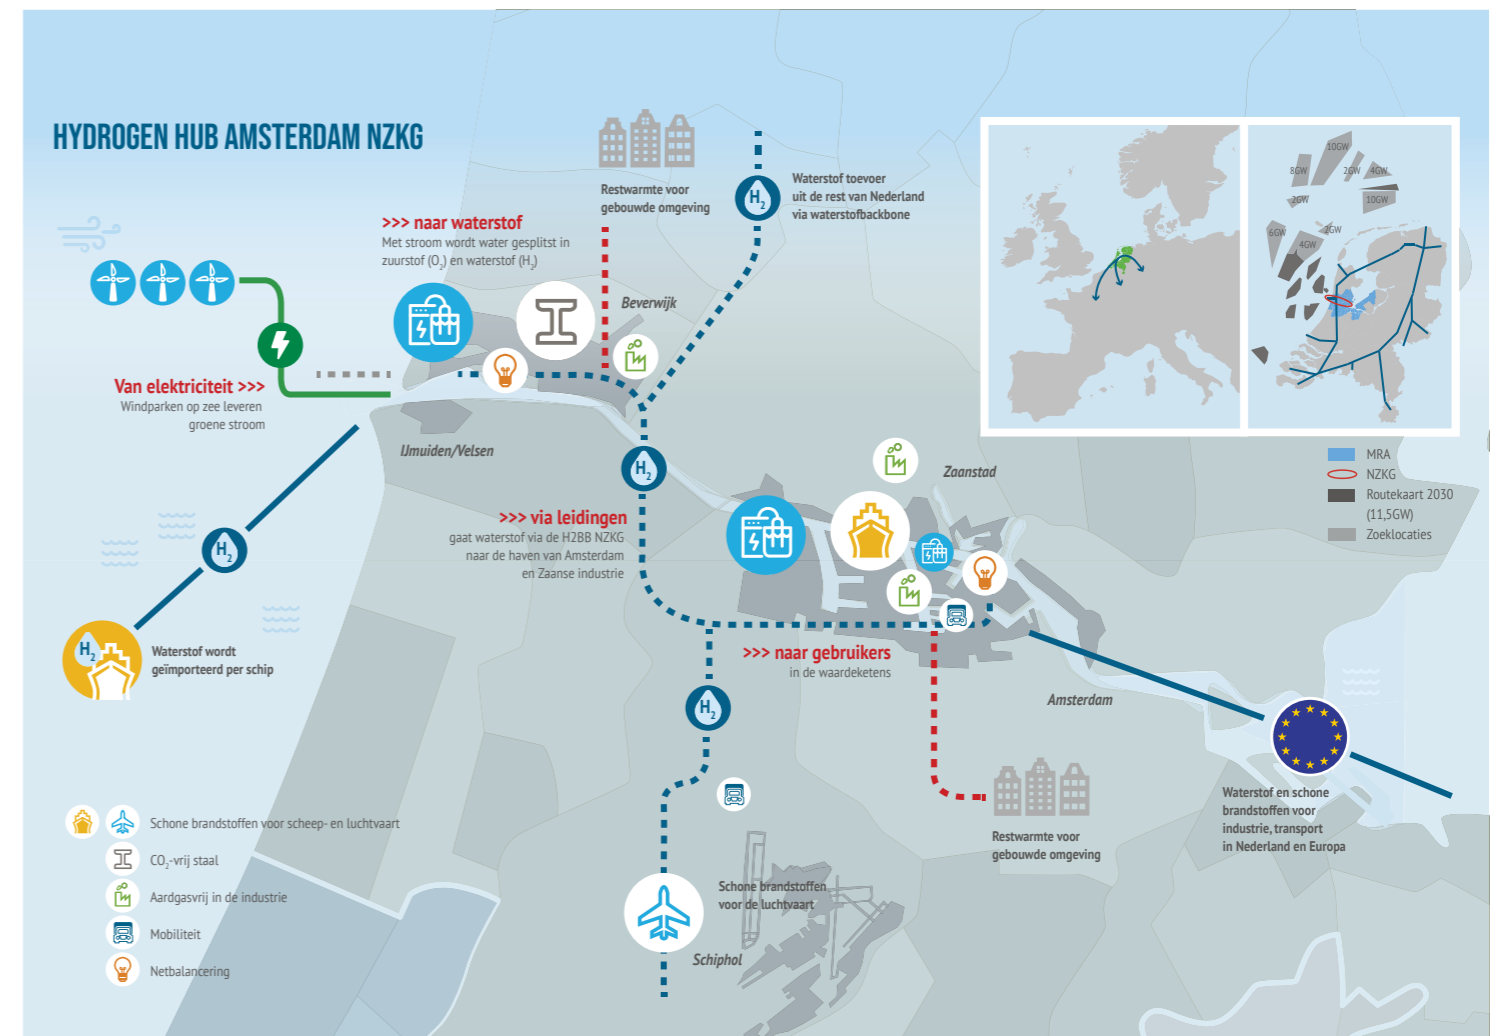 HYDROGEN HUB AMSTERDAM NZKG
Restwarmte voor
gebouwde omgeving
H2
Waterstof toevoer
uit de rest van Nederland
via waterstofbackbone
>>> naar waterstof
Met stroom wordt water gesplitst in
zuurstof (O2) en waterstof (H2)
Beverwijk
Van elektriciteit >>>
Windparken op zee leveren
groene stroom
IJmuiden/Velsen
H2
>>> via leidingen
gaat waterstof via de H2BB NZKG
naar de haven van Amsterdam
en Zaanse industrie
Zaanstad
H2
H2
Waterstof wordt
geïmporteerd per schip
>>> naar gebruikers
in de waardeketens
H2
Amsterdam
Waterstof en schone
brandstoffen voor
industrie, transport
in Nederland en Europa
Restwarmte voor
gebouwde omgeving
Schone brandstoffen
voor de luchtvaart
Schiphol
10GW
8GW
2GW
4GW
2GW
10GW
6GW
2GW
4GW
MRA
NZKG
Routekaart 2030
(11,5GW)
Zoeklocaties
Schone brandstoffen voor scheep- en luchtvaart
CO2-vrij staal
Aardgasvrij in de industrie
Mobiliteit
Netbalancering